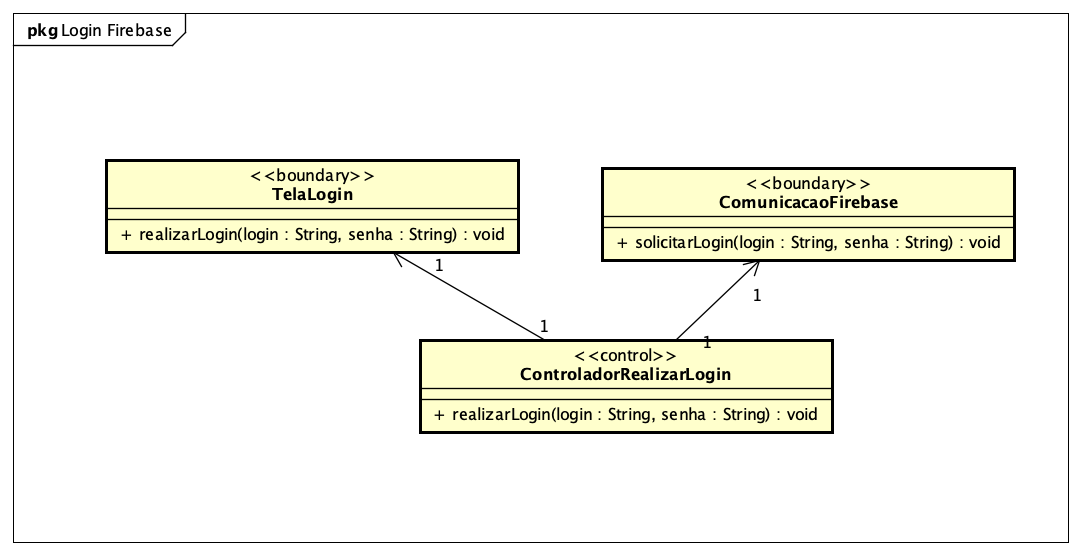 pkg Login Firebase
<<boundary>>
TelaLogin
+ realizarLogin(login : String, senha : String) : void
<<boundary>>
ComunicacaoFirebase
+ solicitarLogin(login : String, senha : String) : void
1
1
1
1
<<control>>
ControladorRealizarLogin
+ realizarLogin(login : String, senha : String) : void